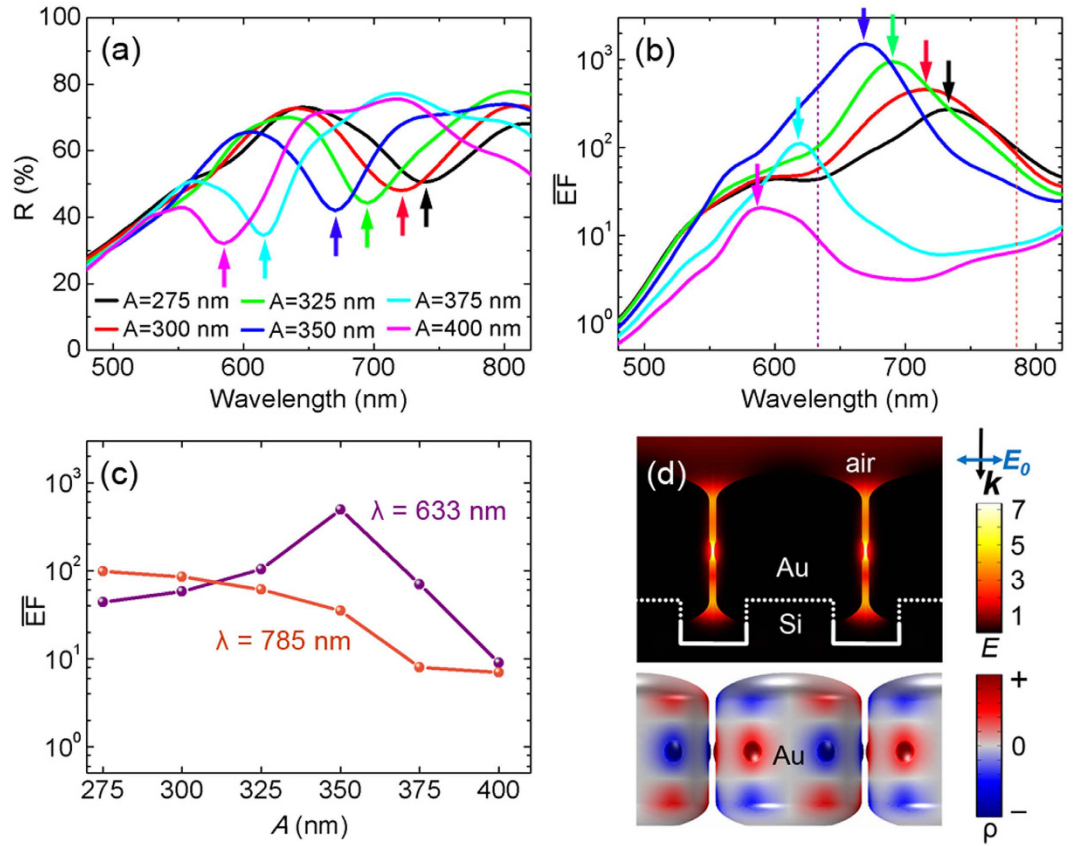 (a)
R (%)
100
80
60
40
20
0
A=275 nm A=325 nm A=375 nm
A=300 nm A=350 nm A=400 nm
500 600 700 800
Wavelength (nm)
(b)
EF
10³
10²
10¹
10⁰
500 600 700 800
Wavelength (nm)
(c)
EF
10³
10²
10¹
10⁰
λ = 633 nm
λ = 785 nm
275 300 325 350 375 400
A (nm)
(d)
air
Au
Si
E₀
k
7
5
3
1
E
Au
+
0
−
ρ